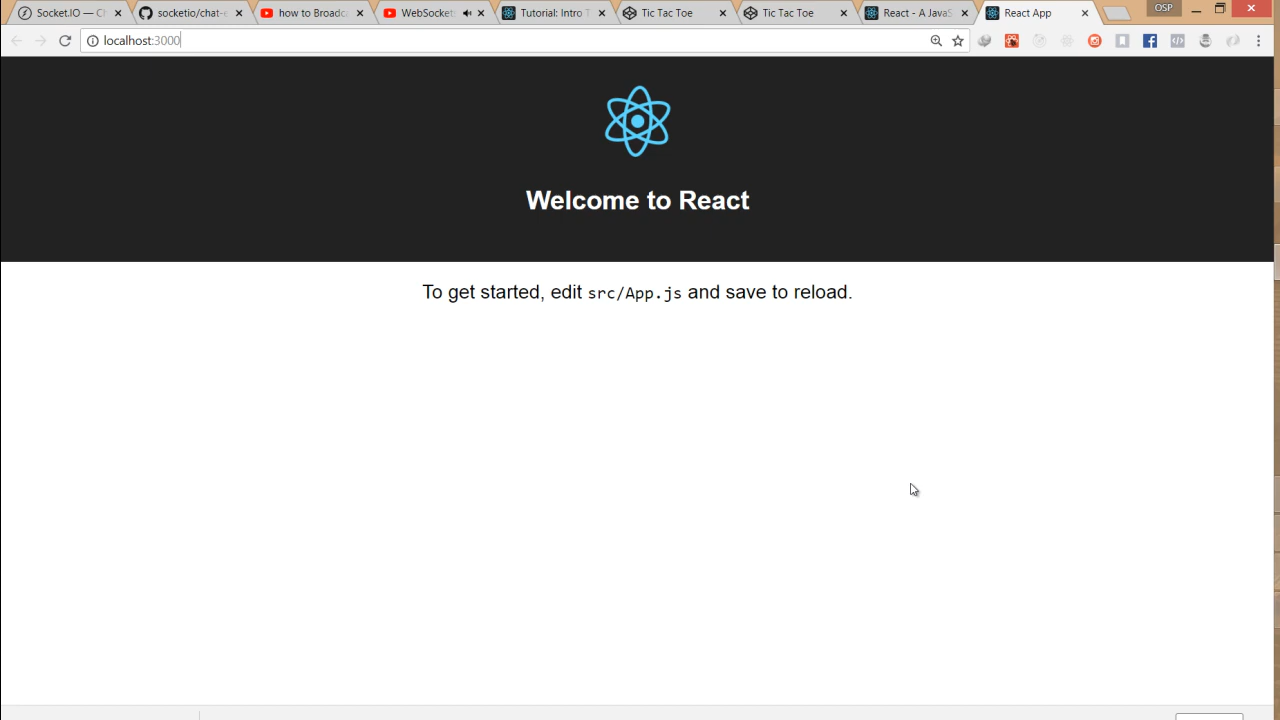 Socket.IO — C
socketio/chat-e
how to Broadc
WebSockets
Tutorial: Intro T
Tic Tac Toe
Tic Tac Toe
React - A JavaS
React App
OSP
localhost:3000
Welcome to React
To get started, edit src/App.js and save to reload.